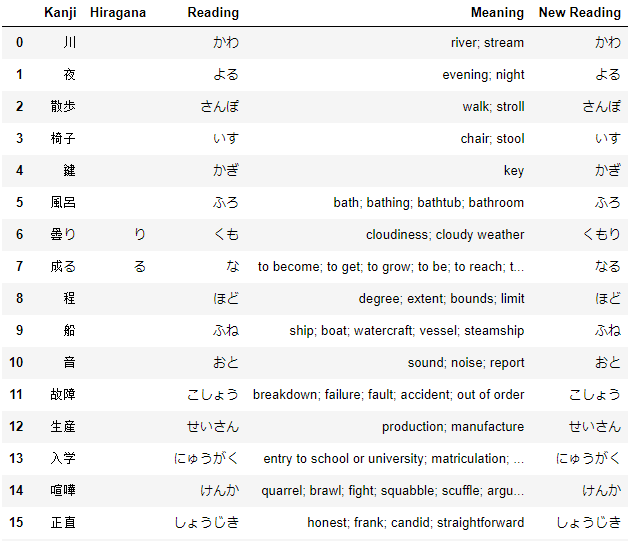 Kanji Hiragana Reading Meaning New Reading
0 川 かわ river; stream かわ
1 夜 よる evening; night よる
2 散歩 さんぽ walk; stroll さんぽ
3 椅子 いす chair; stool いす
4 鍵 かぎ key かぎ
5 風呂 ふろ bath; bathing; bathtub; bathroom ふろ
6 曇り り くも cloudiness; cloudy weather くもり
7 成る る な to become; to get; to grow; to be; to reach; t... なる
8 程 ほど degree; extent; bounds; limit ほど
9 船 ふね ship; boat; watercraft; vessel; steamship ふね
10 音 おと sound; noise; report おと
11 故障 こしょう breakdown; failure; fault; accident; out of order こしょう
12 生産 せいさん production; manufacture せいさん
13 入学 にゅうがく entry to school or university; matriculation; ... にゅうがく
14 喧嘩 けんか quarrel; brawl; fight; squabble; scuffle; argu... けんか
15 正直 しょうじき honest; frank; candid; straightforward しょうじき